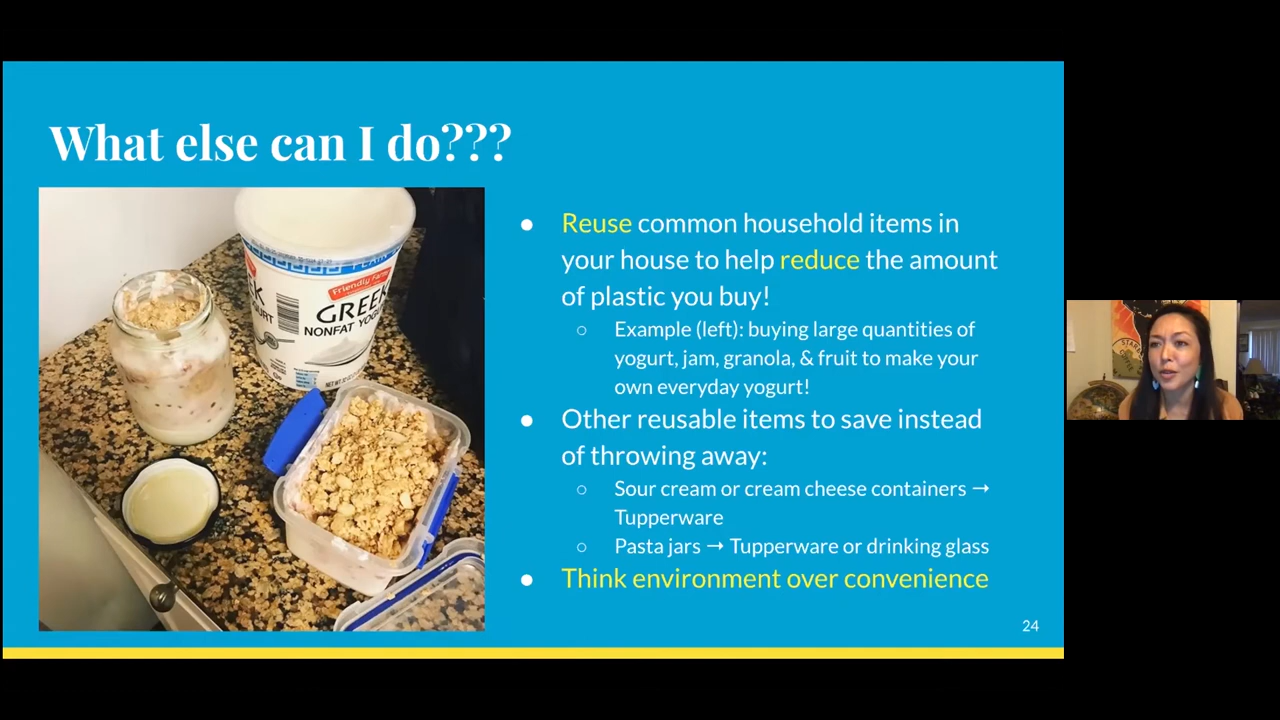 What else can I do???
Friendly Farms
GREEK
NONFAT YOGURT
● Reuse common household items in
your house to help reduce the amount
of plastic you buy!
○ Example (left): buying large quantities of
yogurt, jam, granola, & fruit to make your
own everyday yogurt!
● Other reusable items to save instead
of throwing away:
○ Sour cream or cream cheese containers →
Tupperware
○ Pasta jars → Tupperware or drinking glass
● Think environment over convenience
24